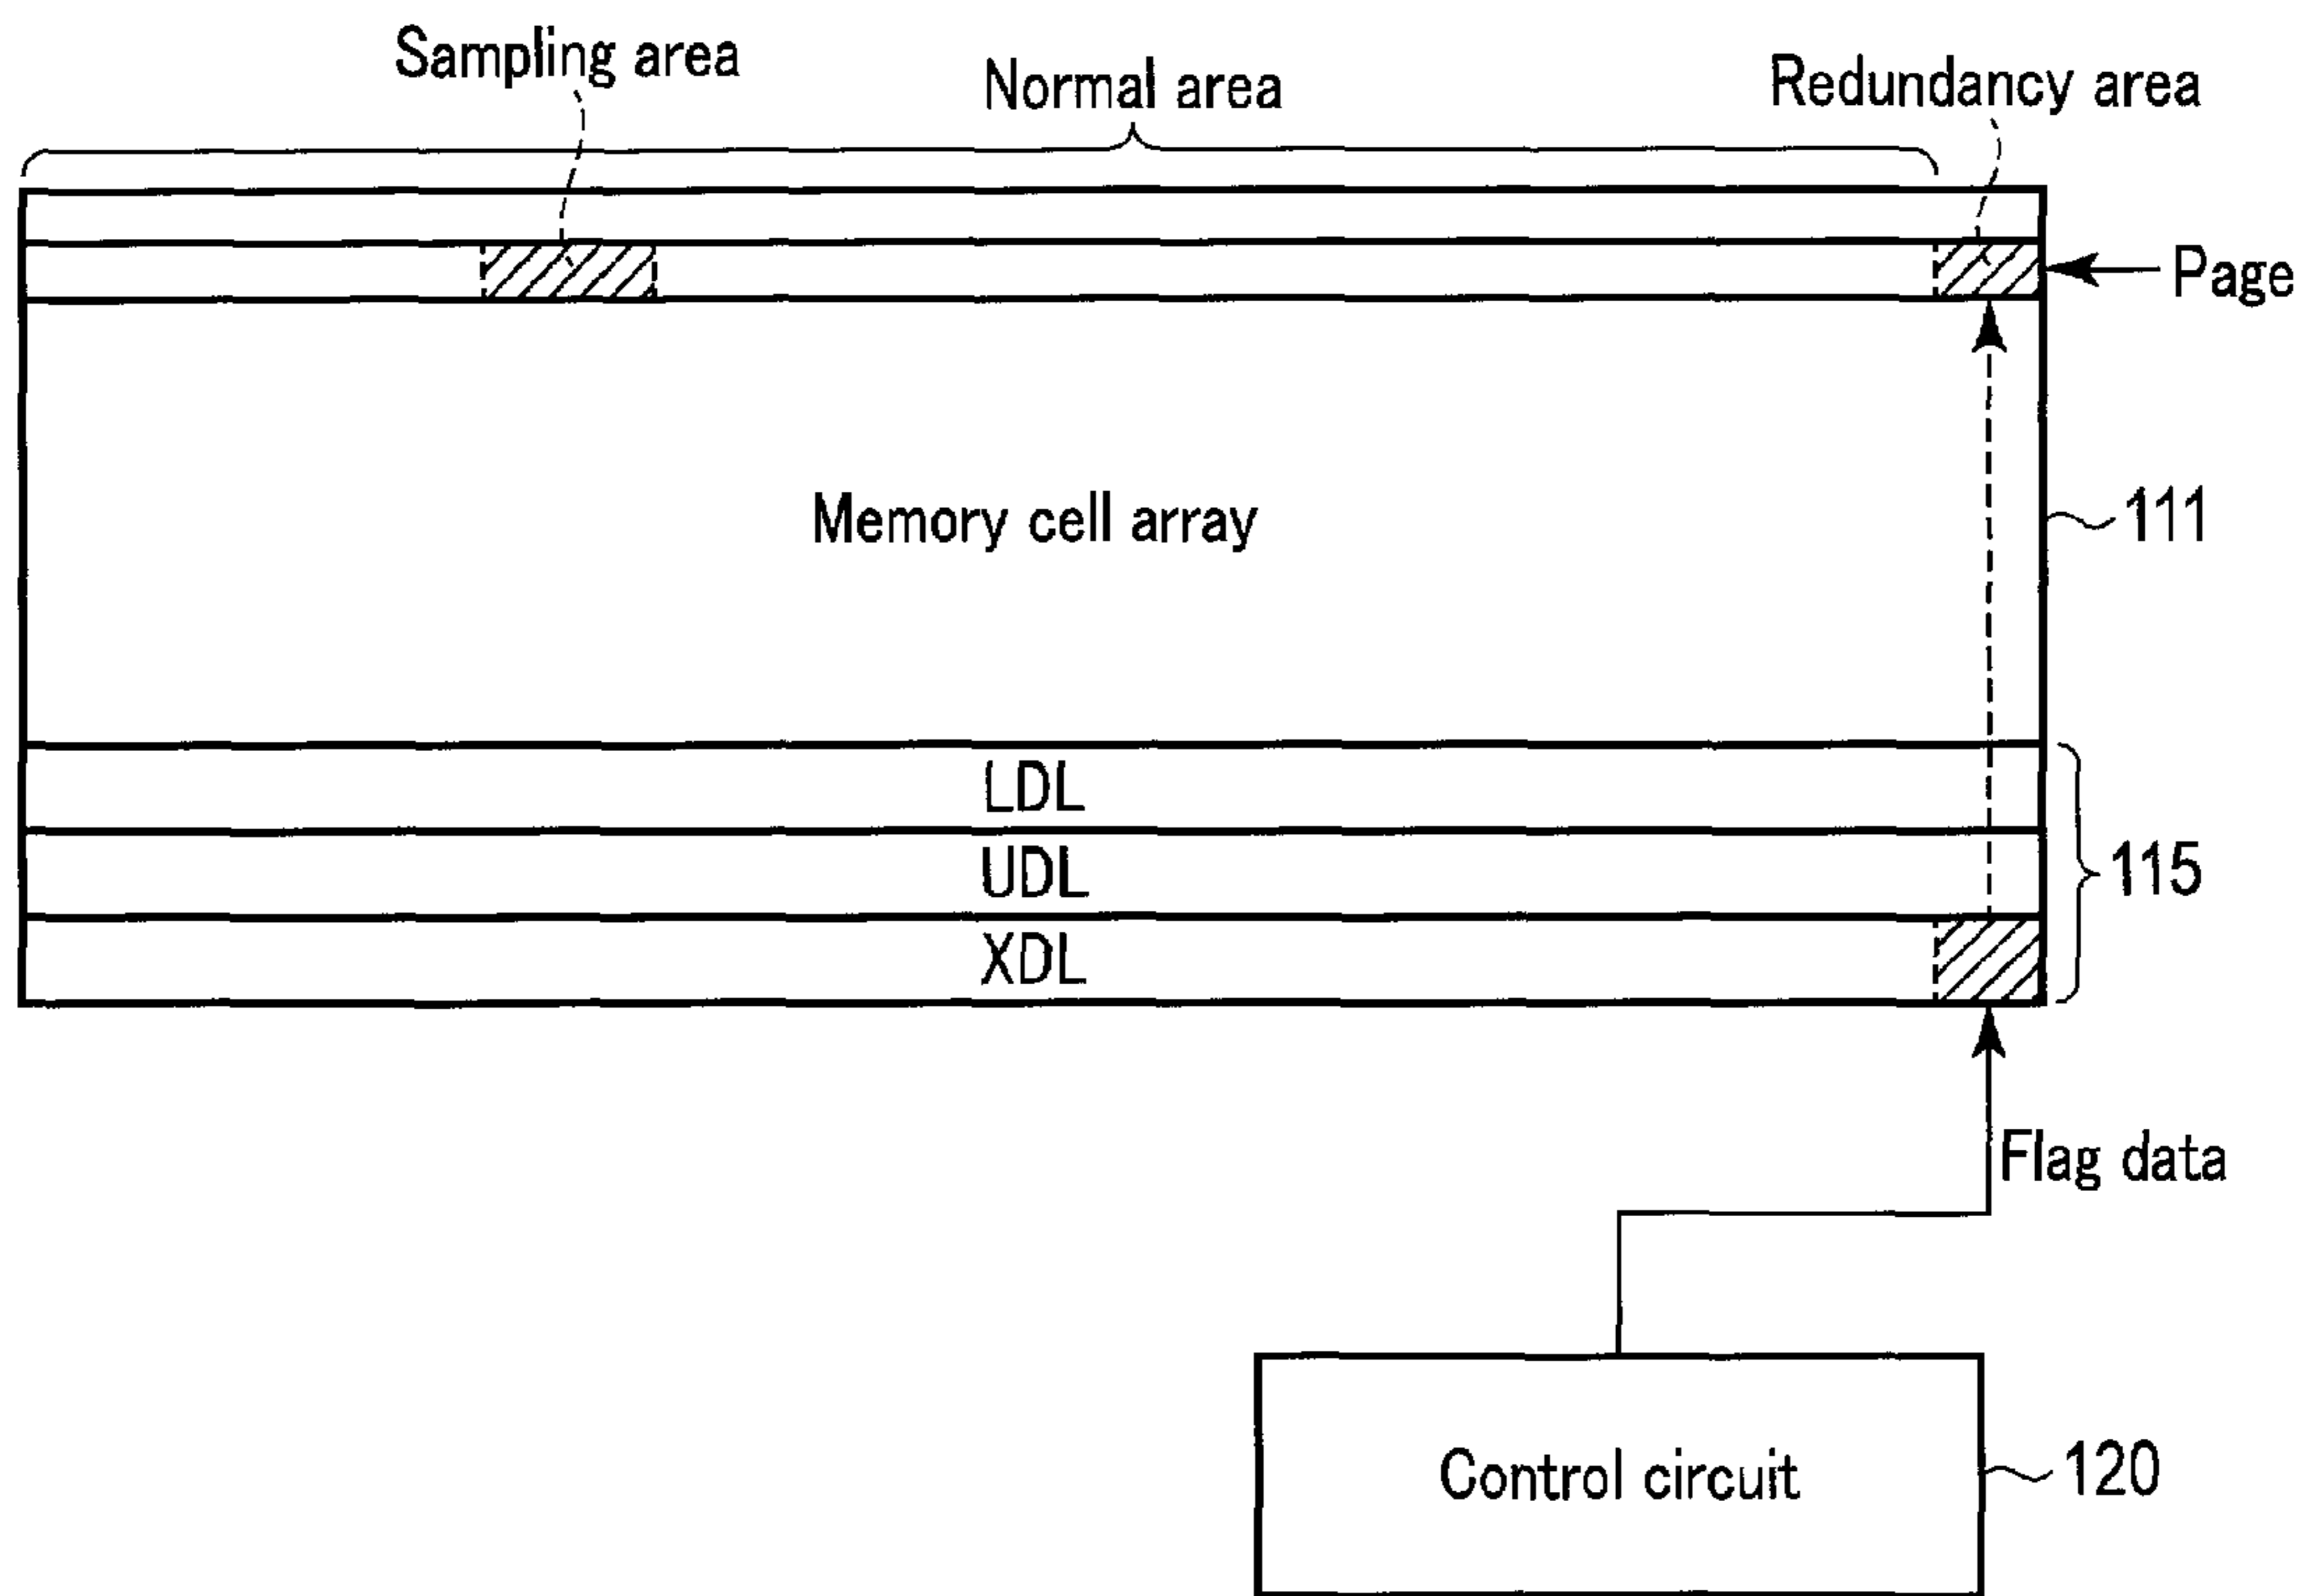 Sampling area
Normal area
Redundancy area
Page
Memory cell array
111
LDL
UDL
115
XDL
Flag data
Control circuit
120